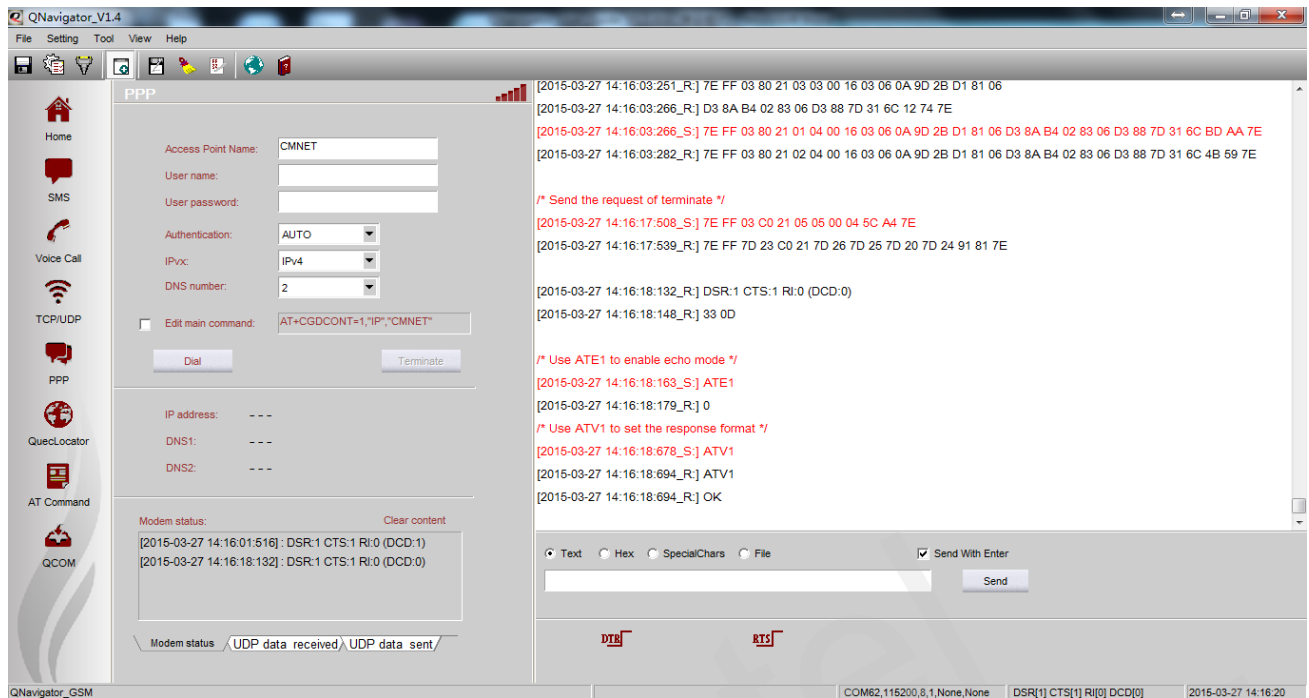 QNavigator_V1.4
File Setting Tool View Help
Home
SMS
Voice Call
TCP/UDP
PPP
QuecLocator
AT Command
QCOM
PPP
Access Point Name: CMNET
User name:
User password:
Authentication: AUTO
IPvx: IPv4
DNS number: 2
Edit main command: AT+CGDCONT=1,"IP","CMNET"
Dial Terminate
IP address: - - -
DNS1: - - -
DNS2: - - -
Modem status: Clear content
[2015-03-27 14:16:01:516] : DSR:1 CTS:1 RI:0 (DCD:1)
[2015-03-27 14:16:18:132] : DSR:1 CTS:1 RI:0 (DCD:0)
Modem status UDP data received UDP data sent
[2015-03-27 14:16:03:251_R:] 7E FF 03 80 21 03 03 00 16 03 06 0A 9D 2B D1 81 06
[2015-03-27 14:16:03:266_R:] D3 8A B4 02 83 06 D3 88 7D 31 6C 12 74 7E
[2015-03-27 14:16:03:266_S:] 7E FF 03 80 21 01 04 00 16 03 06 0A 9D 2B D1 81 06 D3 8A B4 02 83 06 D3 88 7D 31 6C BD AA 7E
[2015-03-27 14:16:03:282_R:] 7E FF 03 80 21 02 04 00 16 03 06 0A 9D 2B D1 81 06 D3 8A B4 02 83 06 D3 88 7D 31 6C 4B 59 7E
/* Send the request of terminate */
[2015-03-27 14:16:17:508_S:] 7E FF 03 C0 21 05 05 00 04 5C A4 7E
[2015-03-27 14:16:17:539_R:] 7E FF 7D 23 C0 21 7D 26 7D 25 7D 20 7D 24 91 81 7E
[2015-03-27 14:16:18:132_R:] DSR:1 CTS:1 RI:0 (DCD:0)
[2015-03-27 14:16:18:148_R:] 33 0D
/* Use ATE1 to enable echo mode */
[2015-03-27 14:16:18:163_S:] ATE1
[2015-03-27 14:16:18:179_R:] 0
/* Use ATV1 to set the response format */
[2015-03-27 14:16:18:678_S:] ATV1
[2015-03-27 14:16:18:694_R:] ATV1
[2015-03-27 14:16:18:694_R:] OK
Text Hex SpecialChars File Send With Enter
Send
DTR RTS
QNavigator_GSM COM62,115200,8,1,None,None DSR[1] CTS[1] RI[0] DCD[0] 2015-03-27 14:16:20